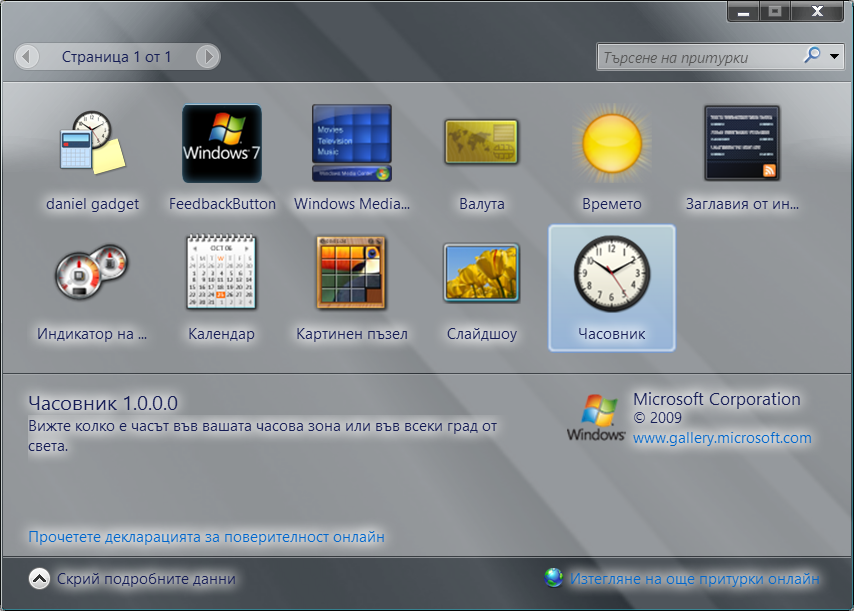 Страница 1 от 1
Търсене на притурки
Windows 7
Movies
Television
Music
Windows Media Center
daniel gadget
FeedbackButton
Windows Media...
Валута
Времето
Заглавия от ин...
OCT 06
Индикатор на ...
Календар
Картинен пъзел
Слайдшоу
Часовник
Часовник 1.0.0.0
Вижте колко е часът във вашата часова зона или във всеки град от
света.
Windows
Microsoft Corporation
© 2009
www.gallery.microsoft.com
Прочетете декларацията за поверителност онлайн
Скрий подробните данни
Изтегляне на още притурки онлайн